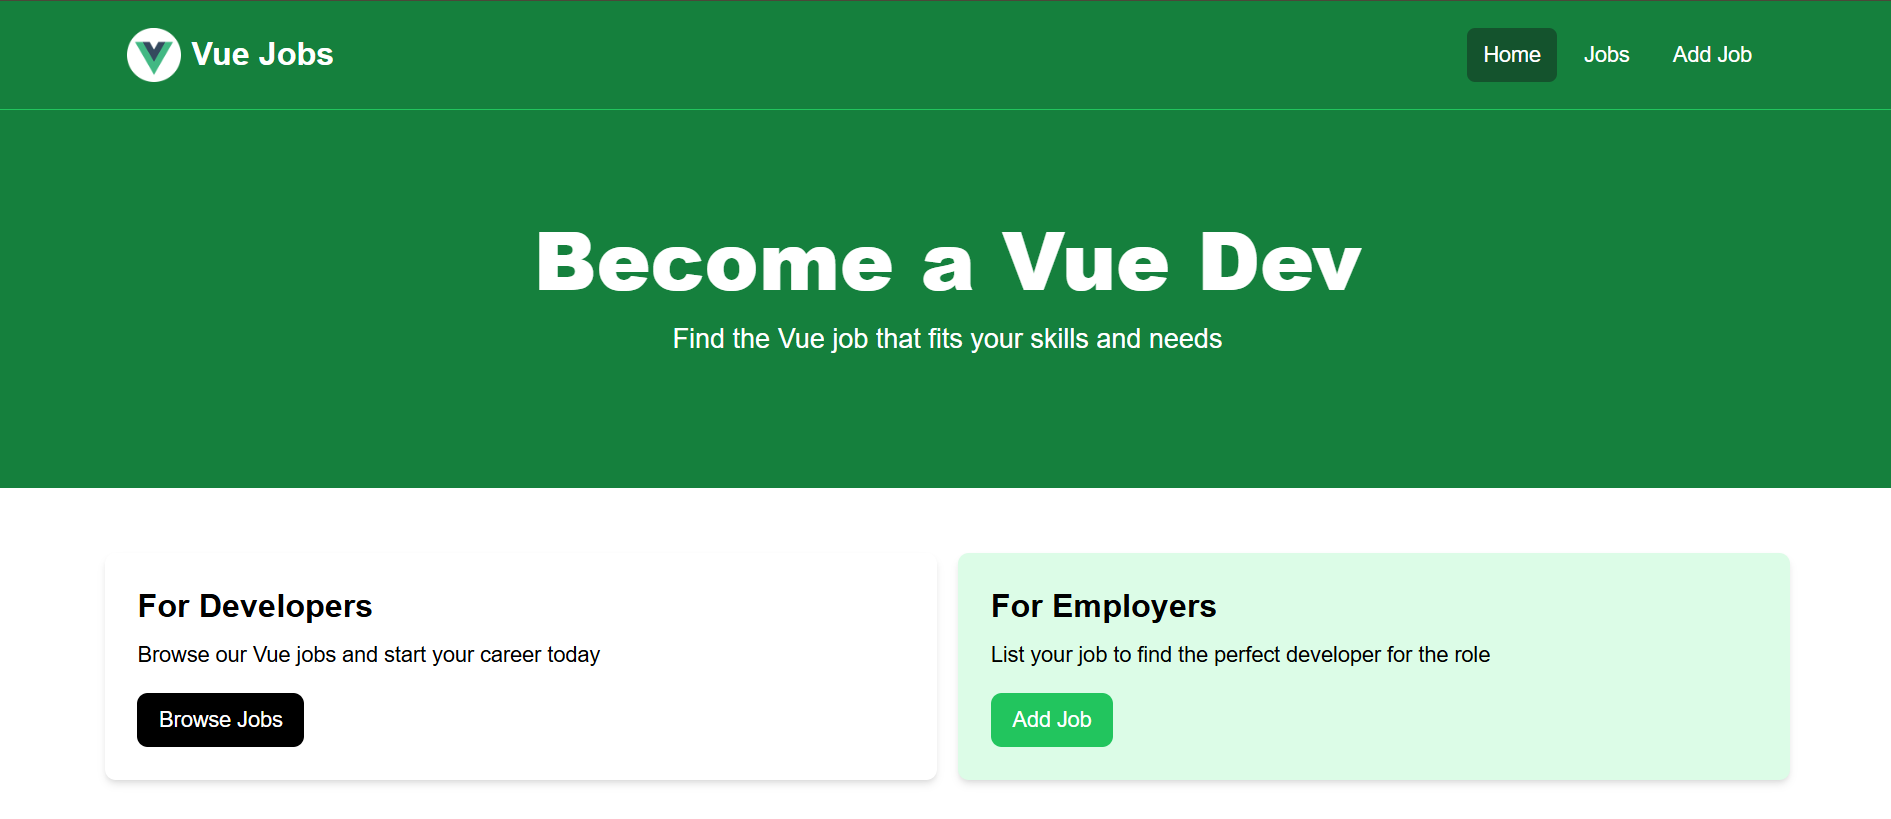 Vue Jobs
Home
Jobs
Add Job
Become a Vue Dev
Find the Vue job that fits your skills and needs
For Developers
Browse our Vue jobs and start your career today
Browse Jobs
For Employers
List your job to find the perfect developer for the role
Add Job